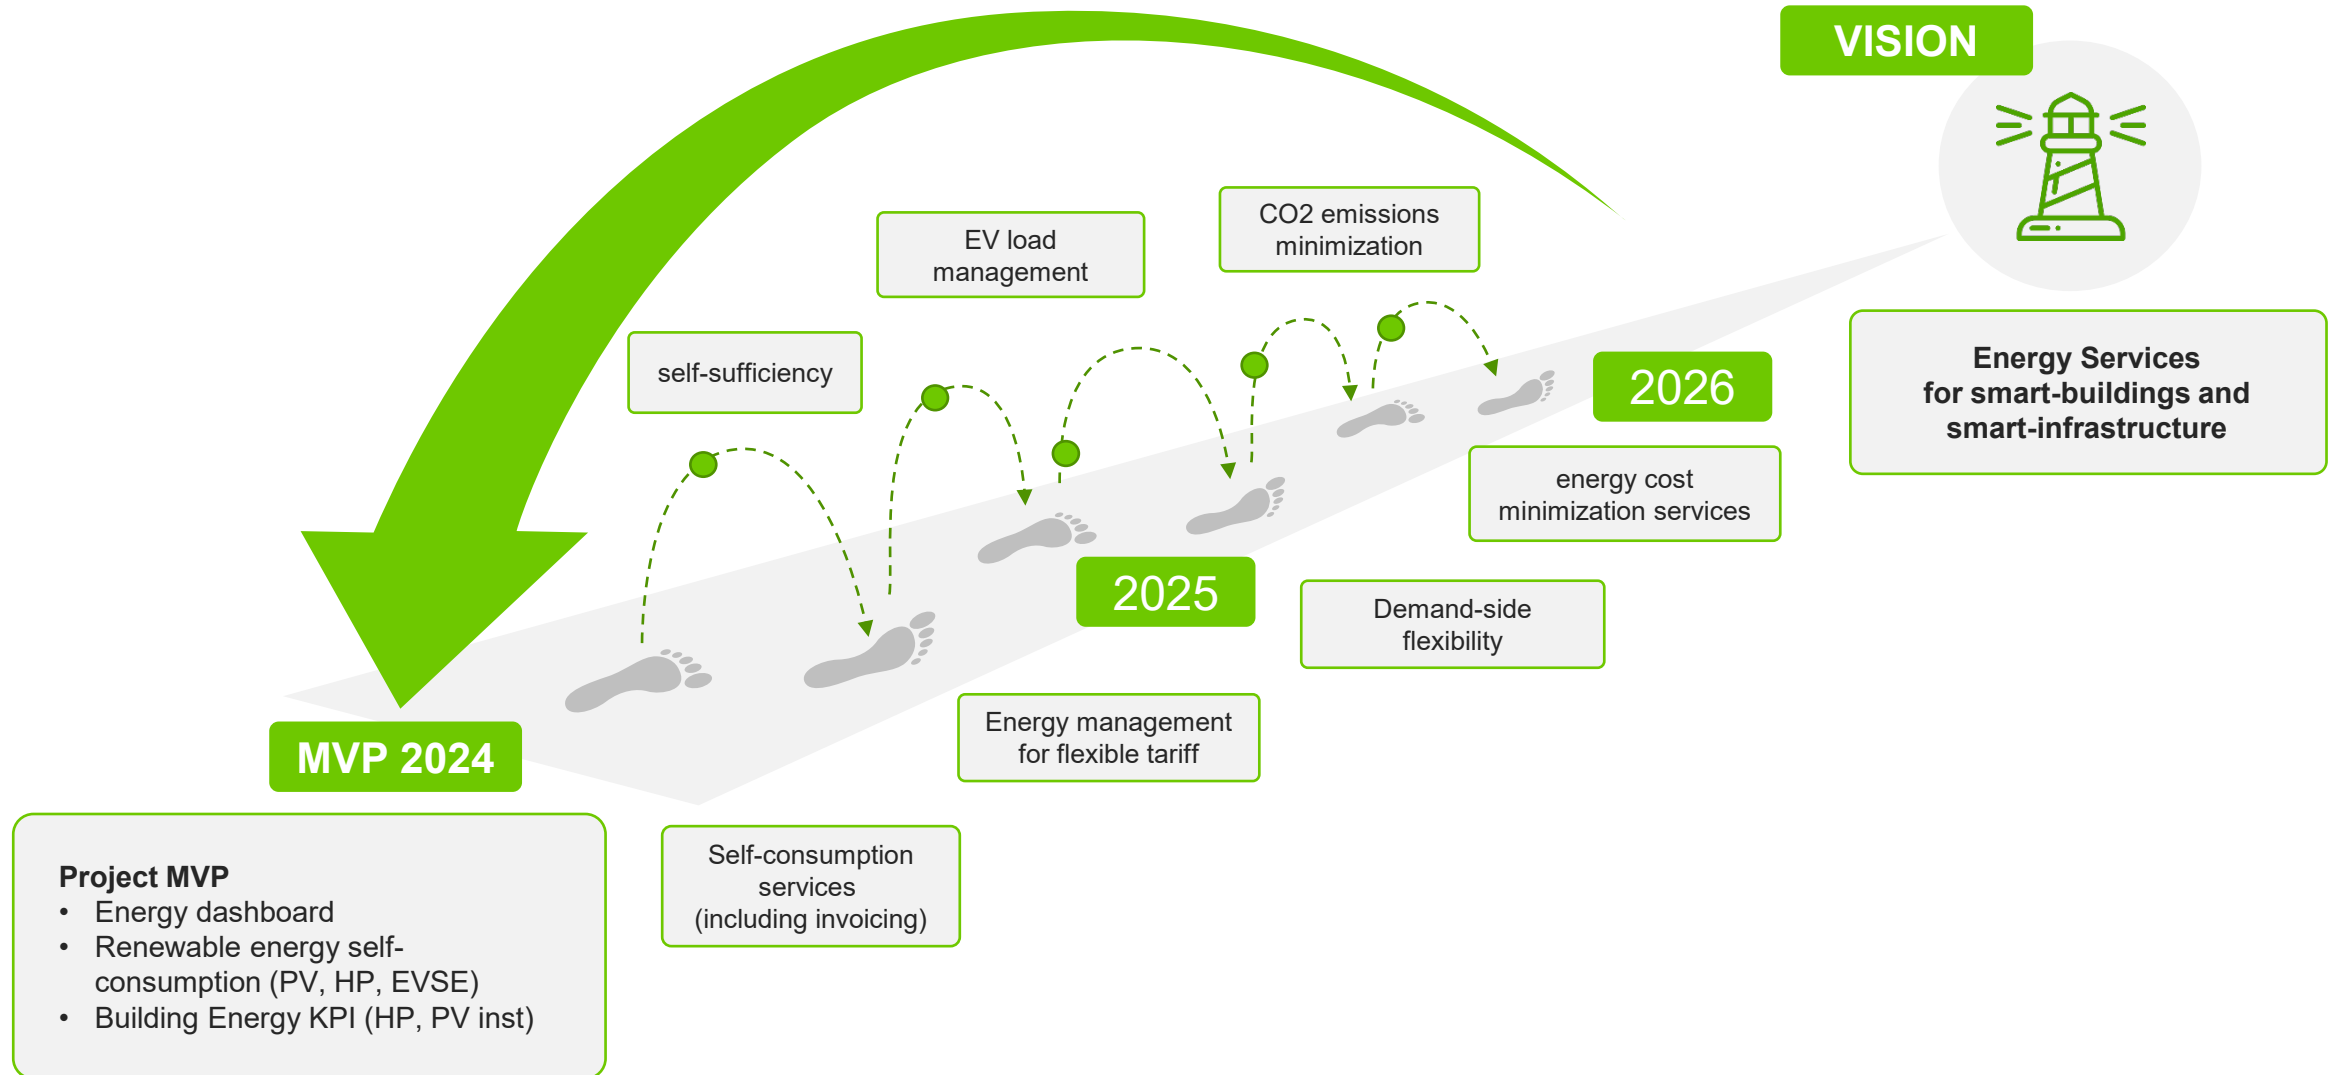 VISION
CO2 emissions
minimization
EV load
management
self-sufficiency
2026
Energy Services
for smart-buildings and
smart-infrastructure
energy cost
minimization services
2025
Demand-side
flexibility
Energy management
for flexible tariff
MVP 2024
Self-consumption
services
(including invoicing)
Project MVP
• Energy dashboard
• Renewable energy self-
consumption (PV, HP, EVSE)
• Building Energy KPI (HP, PV inst)